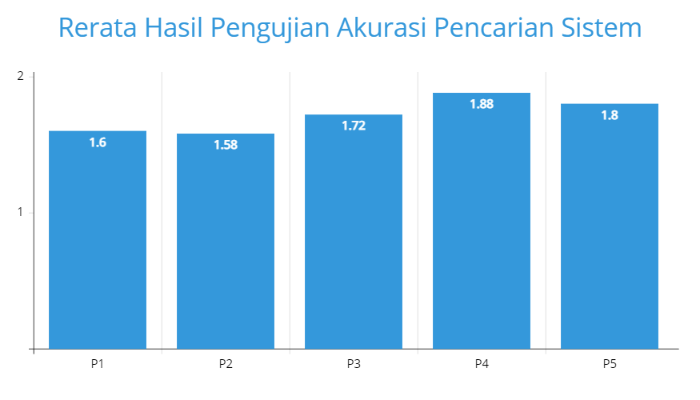 Rerata Hasil Pengujian Akurasi Pencarian Sistem
2
1
1.6
1.58
1.72
1.88
1.8
P1
P2
P3
P4
P5